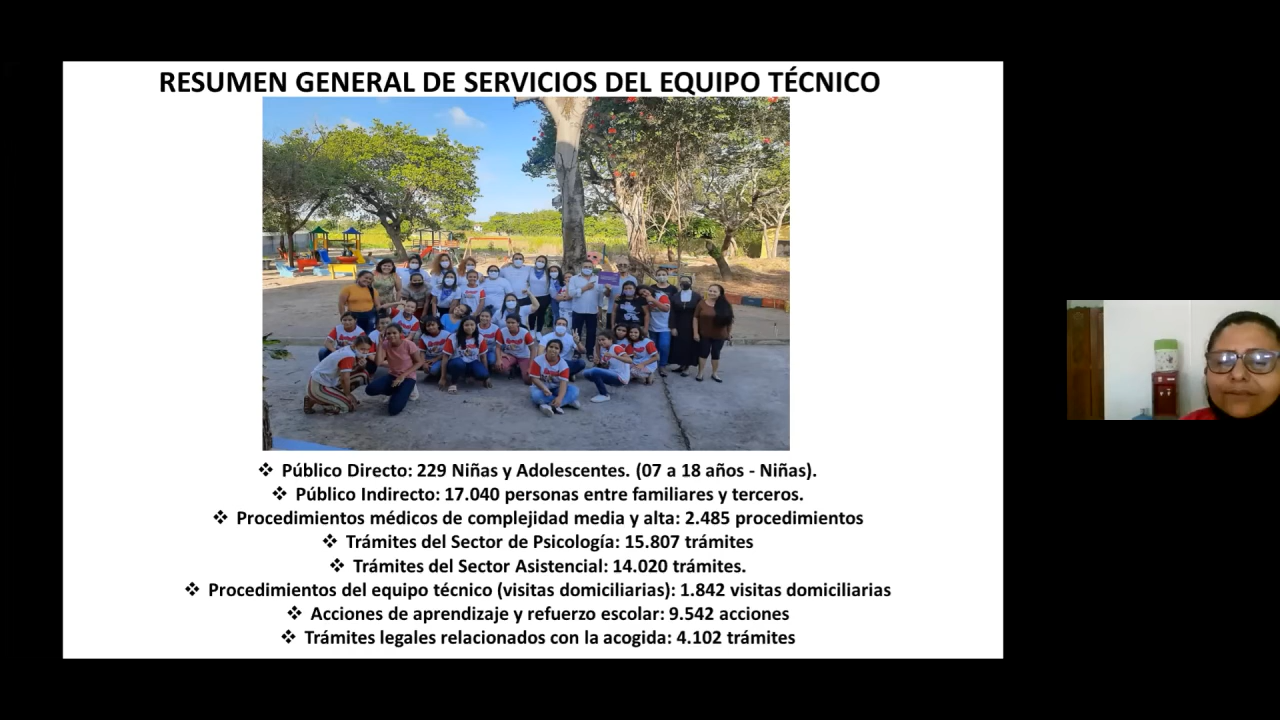 RESUMEN GENERAL DE SERVICIOS DEL EQUIPO TÉCNICO
❖ Público Directo: 229 Niñas y Adolescentes. (07 a 18 años - Niñas).
❖ Público Indirecto: 17.040 personas entre familiares y terceros.
❖ Procedimientos médicos de complejidad media y alta: 2.485 procedimientos
❖ Trámites del Sector de Psicología: 15.807 trámites
❖ Trámites del Sector Asistencial: 14.020 trámites.
❖ Procedimientos del equipo técnico (visitas domiciliarias): 1.842 visitas domiciliarias
❖ Acciones de aprendizaje y refuerzo escolar: 9.542 acciones
❖ Trámites legales relacionados con la acogida: 4.102 trámites